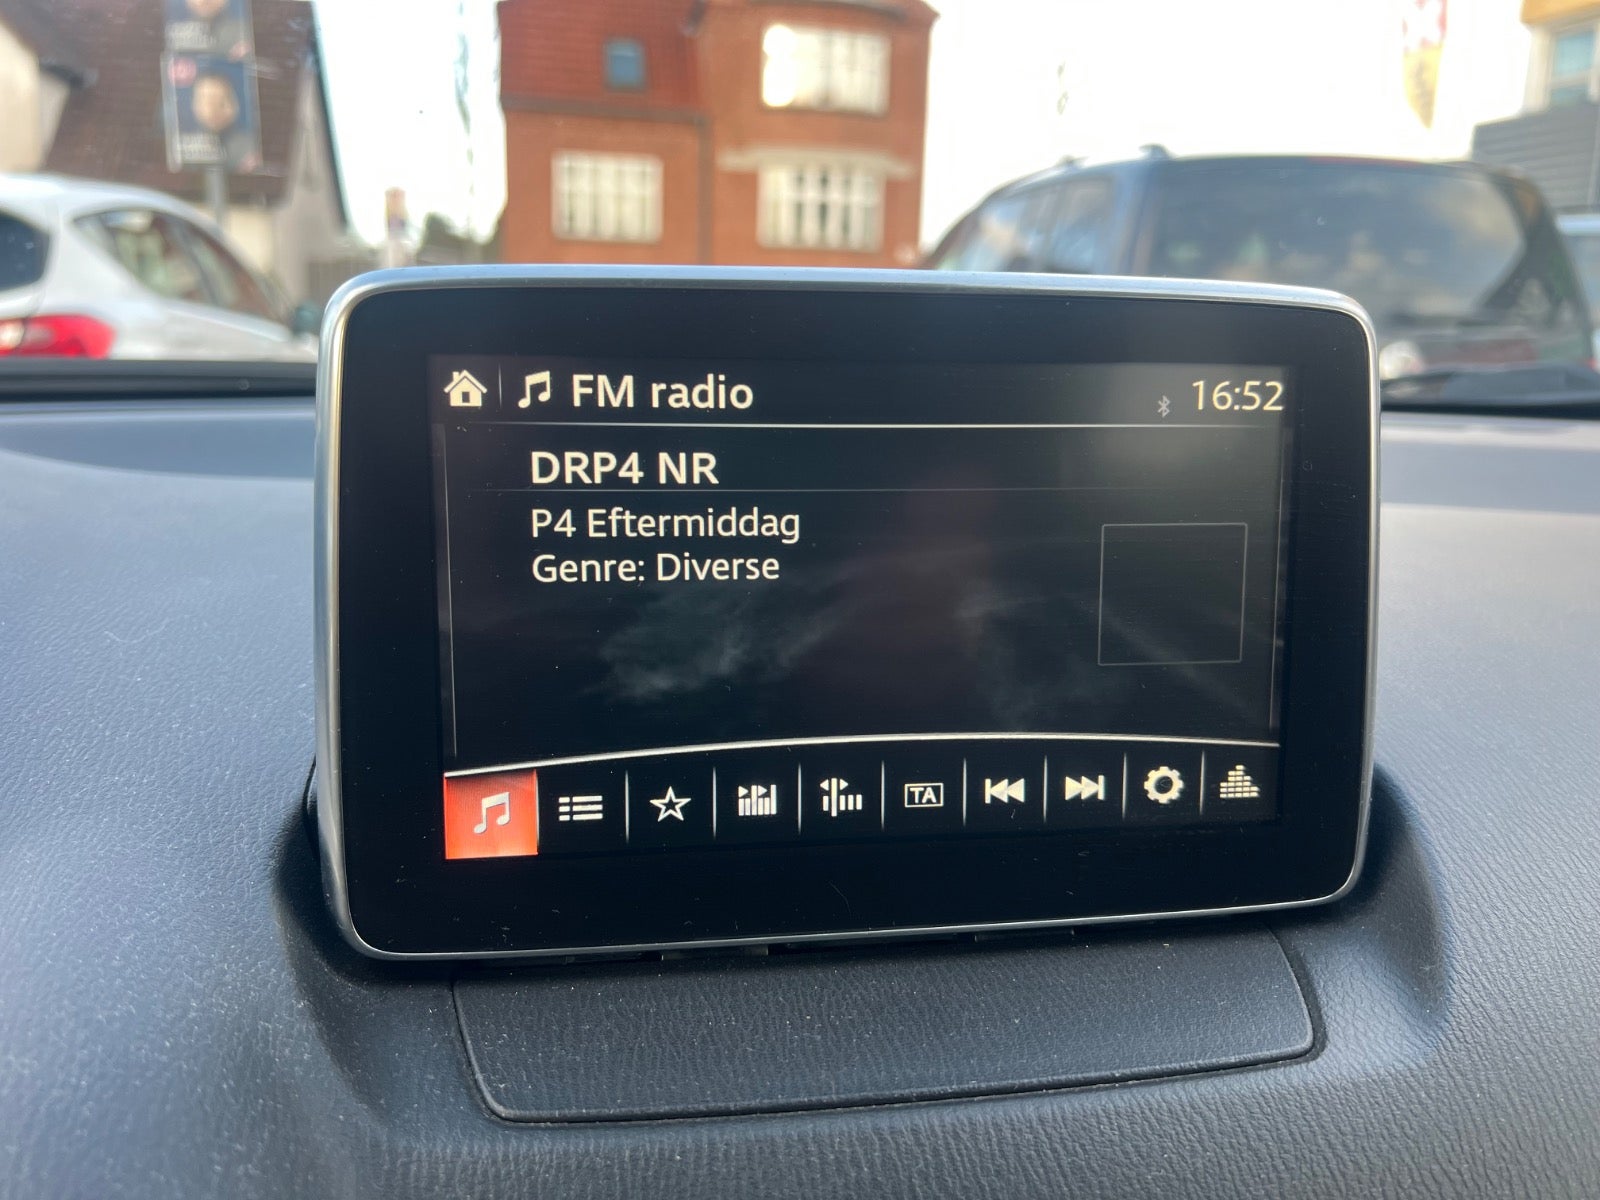 FM radio
16:52
DRP4 NR
P4 Eftermiddag
Genre: Diverse
TA